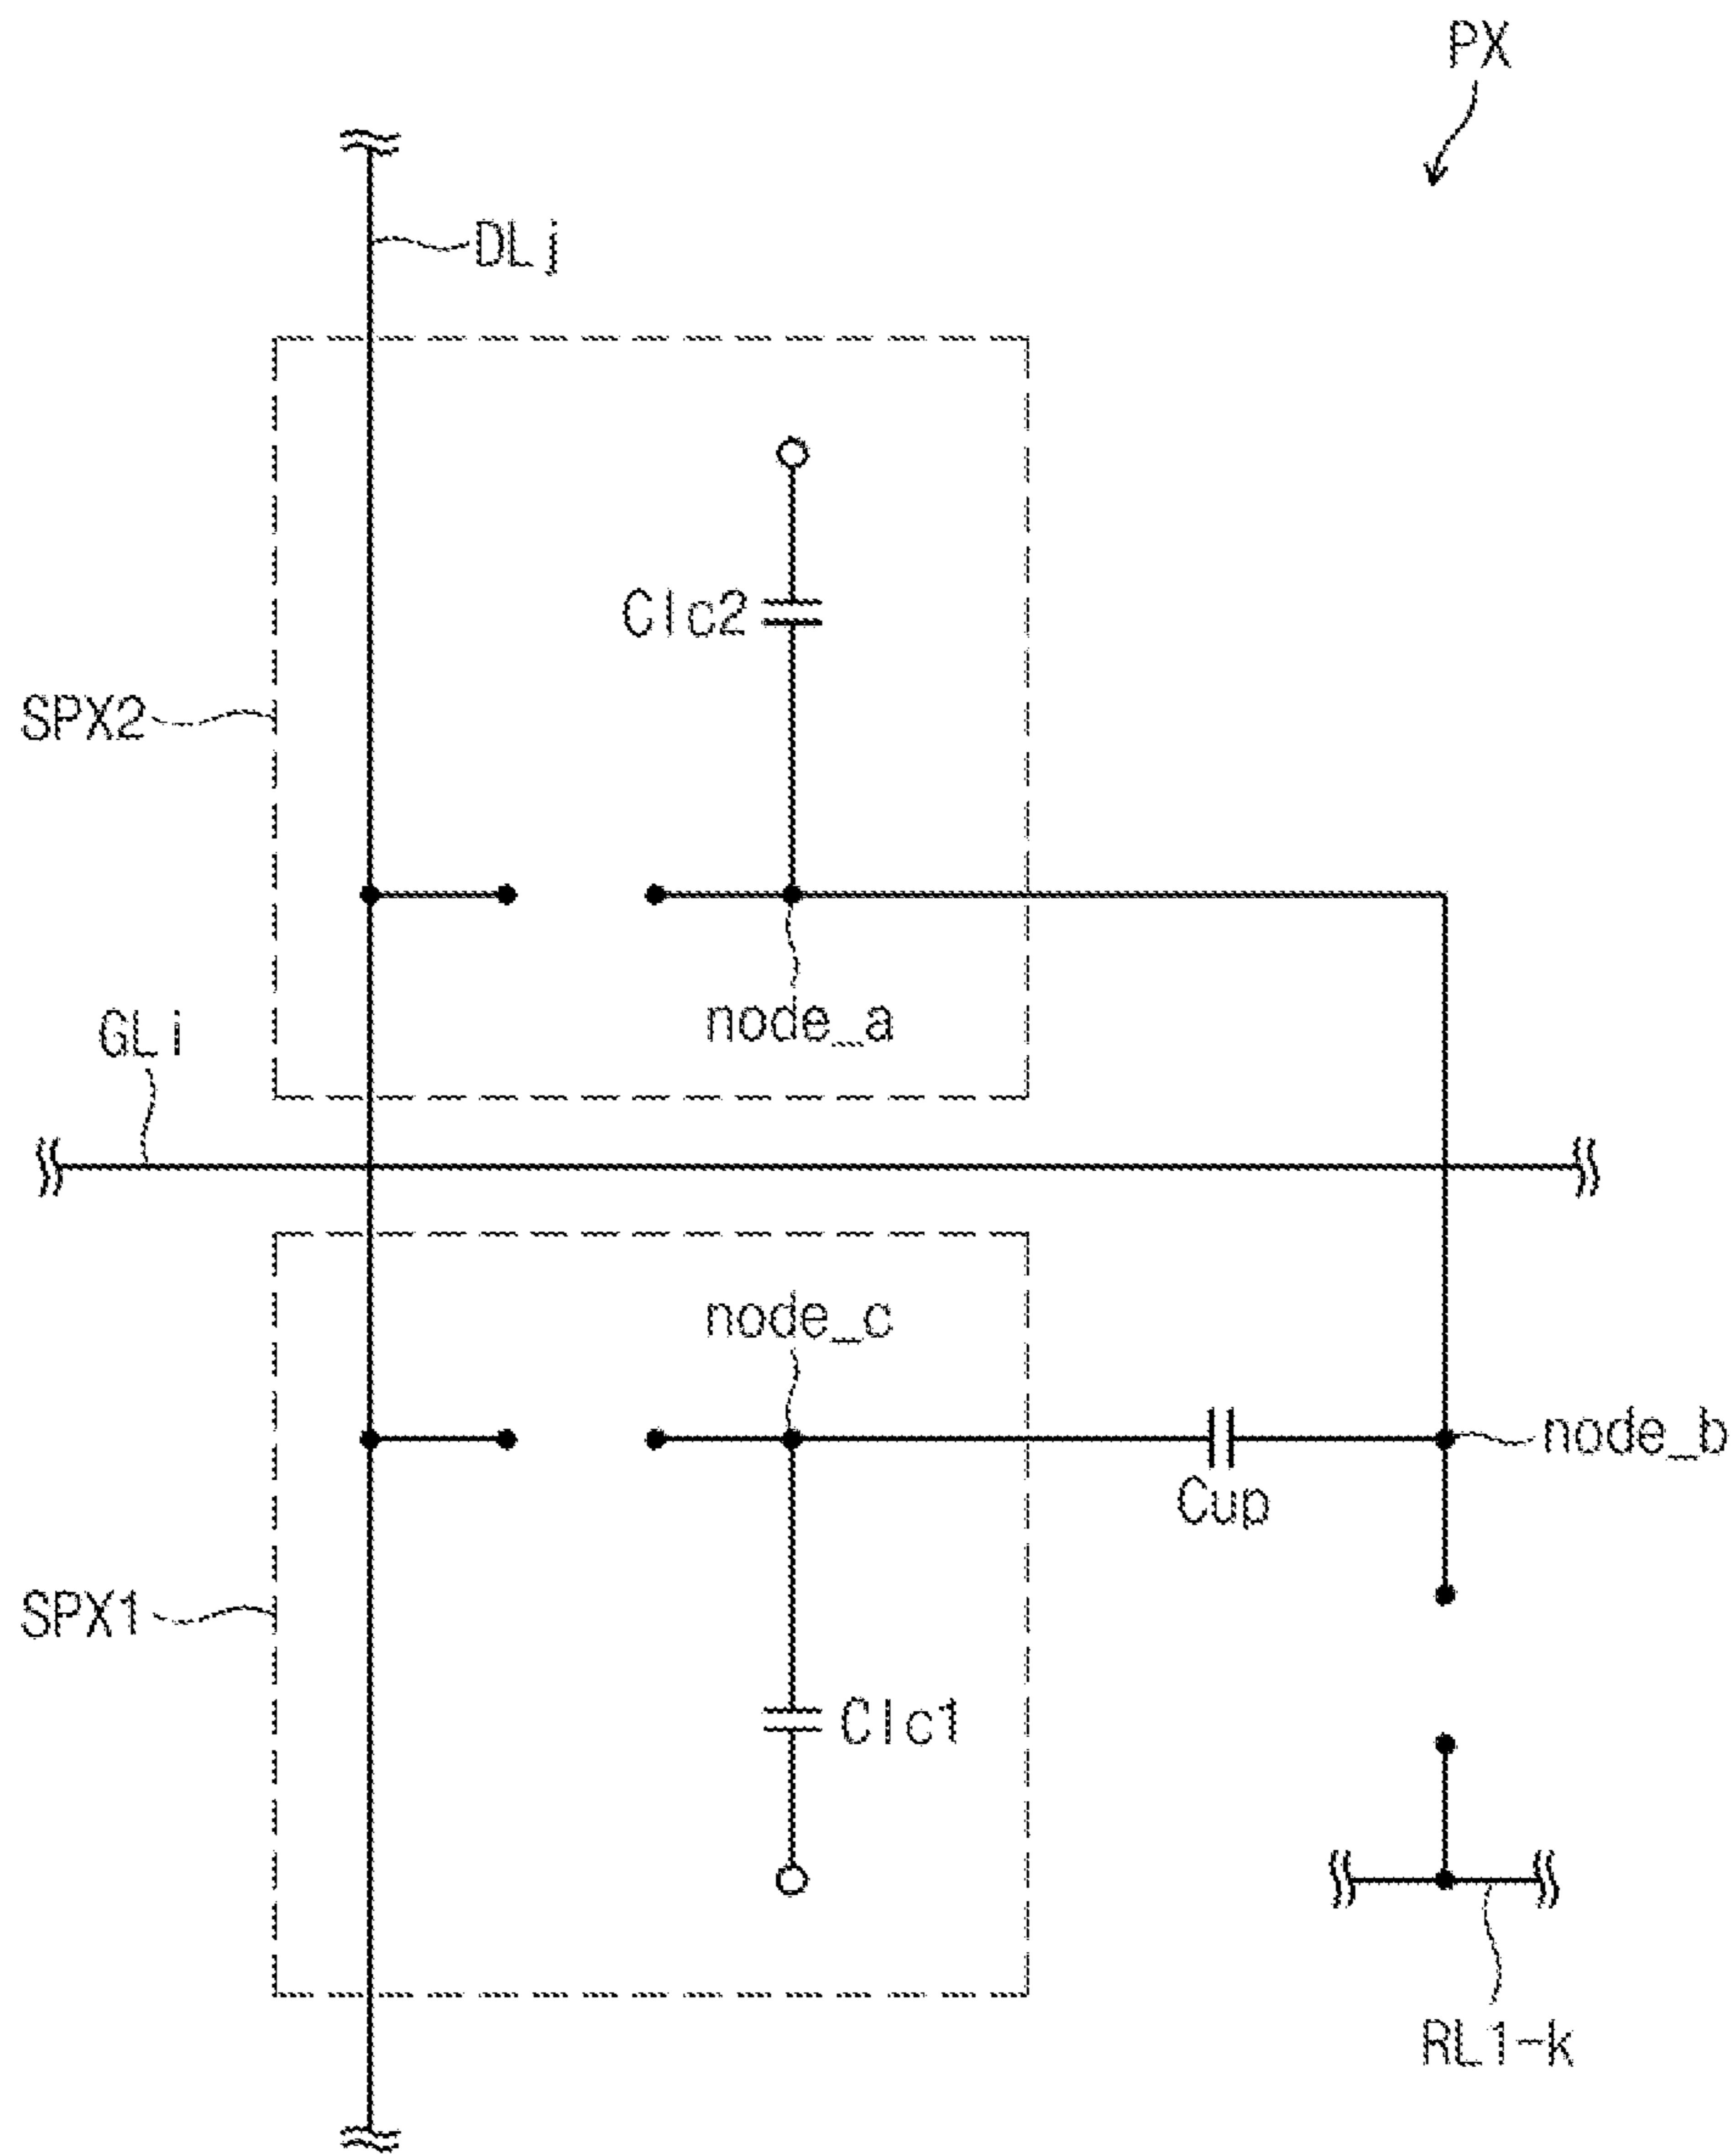 PX
DLj
Clc2
SPX2
node_a
GLi
node_c
node_b
Cup
SPX1
Clc1
RL1-k